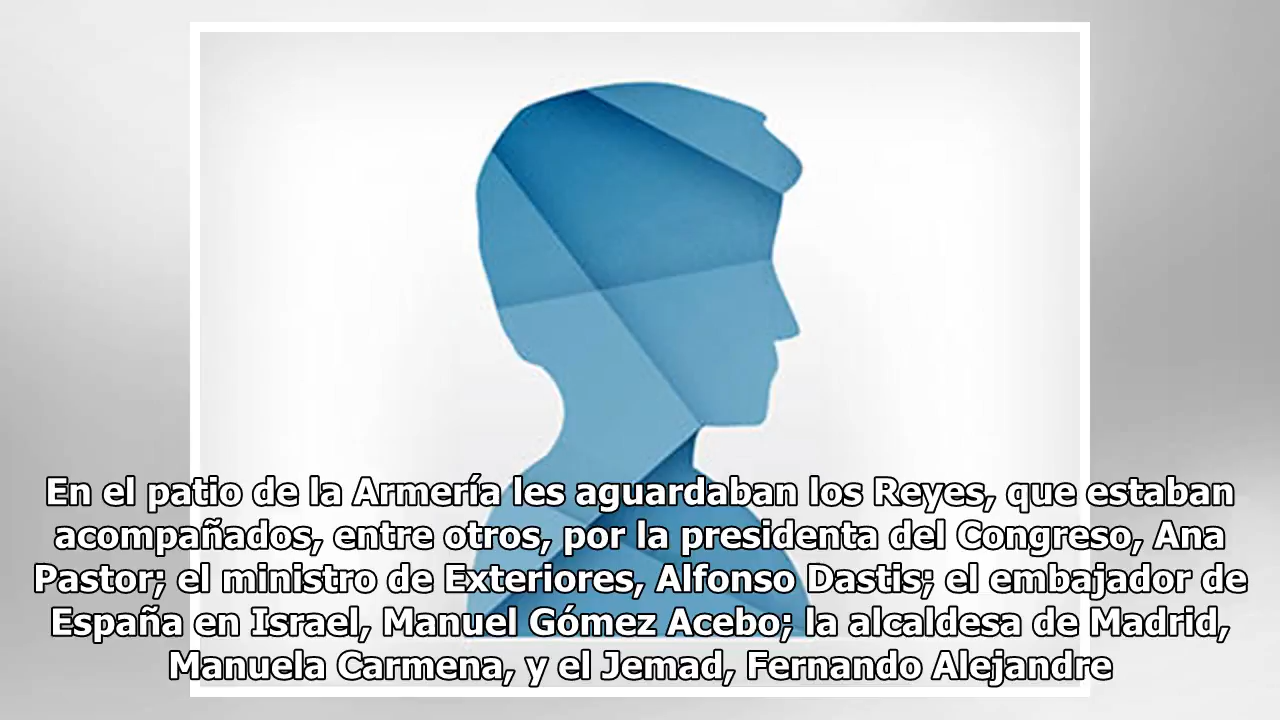 En el patio de la Armería les aguardaban los Reyes, que estaban
acompañados, entre otros, por la presidenta del Congreso, Ana
Pastor; el ministro de Exteriores, Alfonso Dastis; el embajador de
España en Israel, Manuel Gómez Acebo; la alcaldesa de Madrid,
Manuela Carmena, y el Jemad, Fernando Alejandre